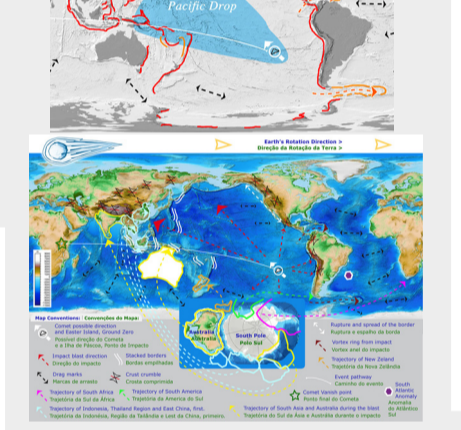 Pacific Drop
Earth's Rotation Direction >
Direção da Rotação da Terra >
Australia
Australia
South Pole
Polo Sul
Map Conventions: Convenções do Mapa:
Comet possible direction
and Easter Island, Ground Zero
Possível direção do Cometa
e a Ilha de Páscoa, Ponto de Impacto
Impact blast direction
Direção do impacto
Stacked borders
Bordas empilhadas
Drag marks
Marcas de arrasto
Crust crumble
Crosta comprimida
Trajectory of South Africa
Trajetória da Sul da África
Trajectory of South America
Trajetória da América do Sul
Trajectory of Indonesia, Thailand Region and East China, first.
Trajetória da Indonésia, Região da Tailândia e Lest da China, primeiro.
Rupture and spread of the border
Ruptura e espalho da borda
Vortex ring from impact
Vortex anel do impacto
Trajectory of New Zeland
Trajetória da Nova Zelândia
Event pathway
Caminho do evento
Comet Vanish point
Ponto final do Cometa
South
Atlantic
Anomaly
Anomalia
do Atlântico
Sul
Trajectory of South Asia and Australia during the blast
Trajetória do Sul da Ásia e Austrália durante o impacto